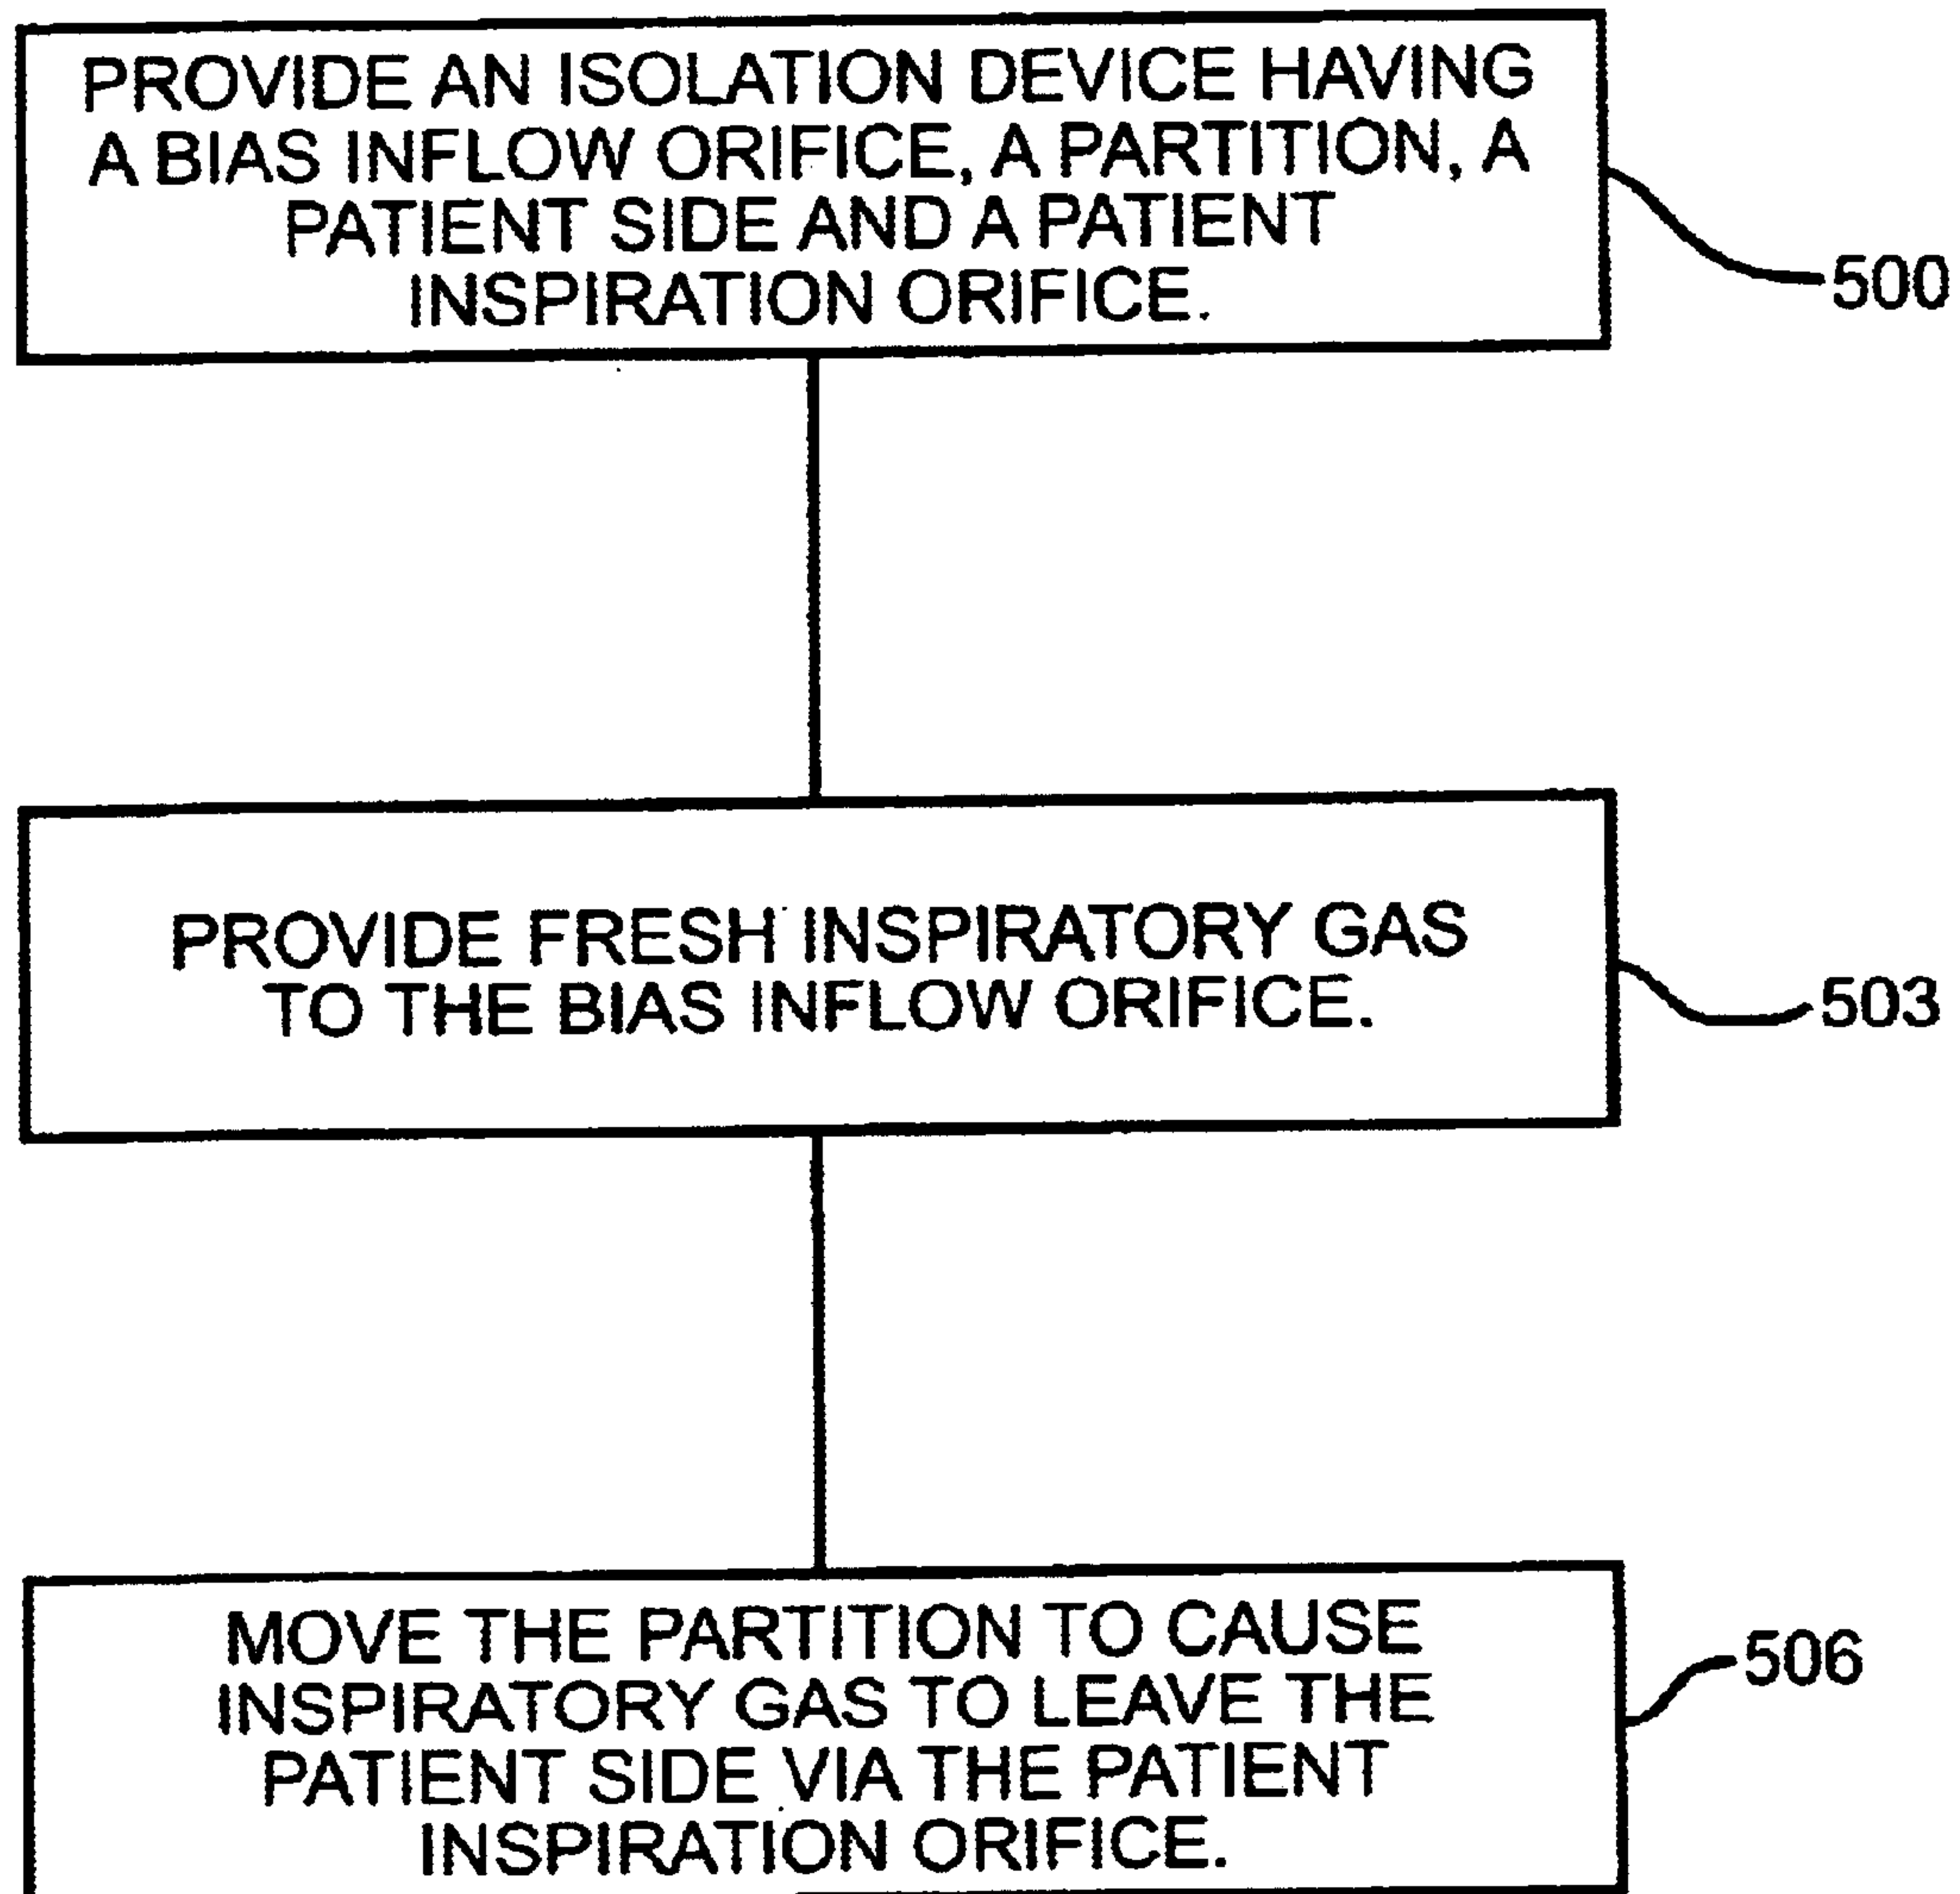 PROVIDE AN ISOLATION DEVICE HAVING
A BIAS INFLOW ORIFICE, A PARTITION, A
PATIENT SIDE AND A PATIENT
INSPIRATION ORIFICE.
500
PROVIDE FRESH INSPIRATORY GAS
TO THE BIAS INFLOW ORIFICE.
503
MOVE THE PARTITION TO CAUSE
INSPIRATORY GAS TO LEAVE THE
PATIENT SIDE VIA THE PATIENT
INSPIRATION ORIFICE.
506